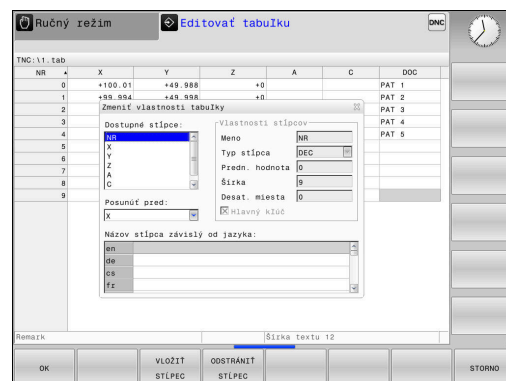 Ručný režim
Editovať tabuľku
DNC
TNC:\1.tab
NR X Y Z A C DOC
0 +100.01 +49.988 +0 PAT 1
1 +99.994 +49.998 +0 PAT 2
2 PAT 3
3 PAT 4
4 PAT 5
5
6
7
8
9
Zmeniť vlastnosti tabuľky
Dostupné stĺpce:
NR
X
Y
Z
A
C
Posunúť pred:
X
Vlastnosti stĺpcov
Meno NR
Typ stĺpca DEC
Predn. hodnota 0
Šírka 9
Desat. miesta 0
Hlavný kľúč
Názov stĺpca závislý od jazyka:
en
de
cs
fr
Remark
Šírka textu 12
OK
VLOŽIŤ
STĹPEC
ODSTRÁNIŤ
STĹPEC
STORNO